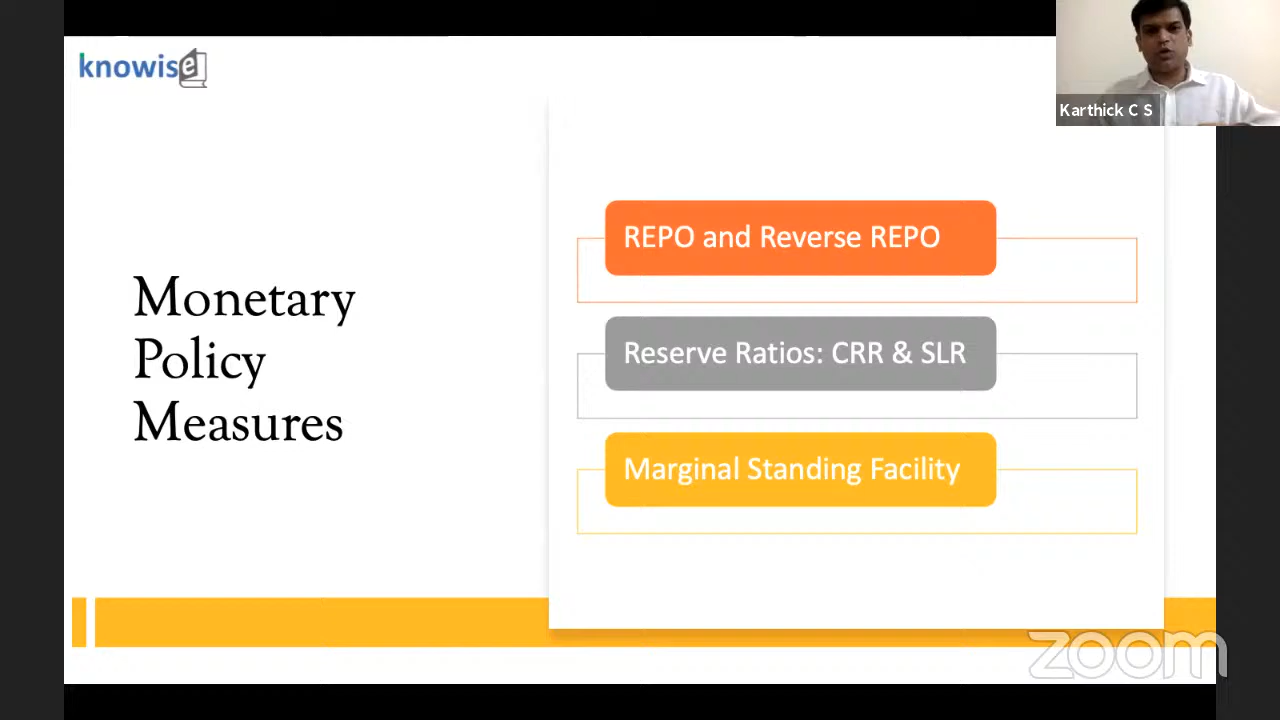 knowise
Karthick C S
Monetary
Policy
Measures
REPO and Reverse REPO
Reserve Ratios: CRR & SLR
Marginal Standing Facility
zoom